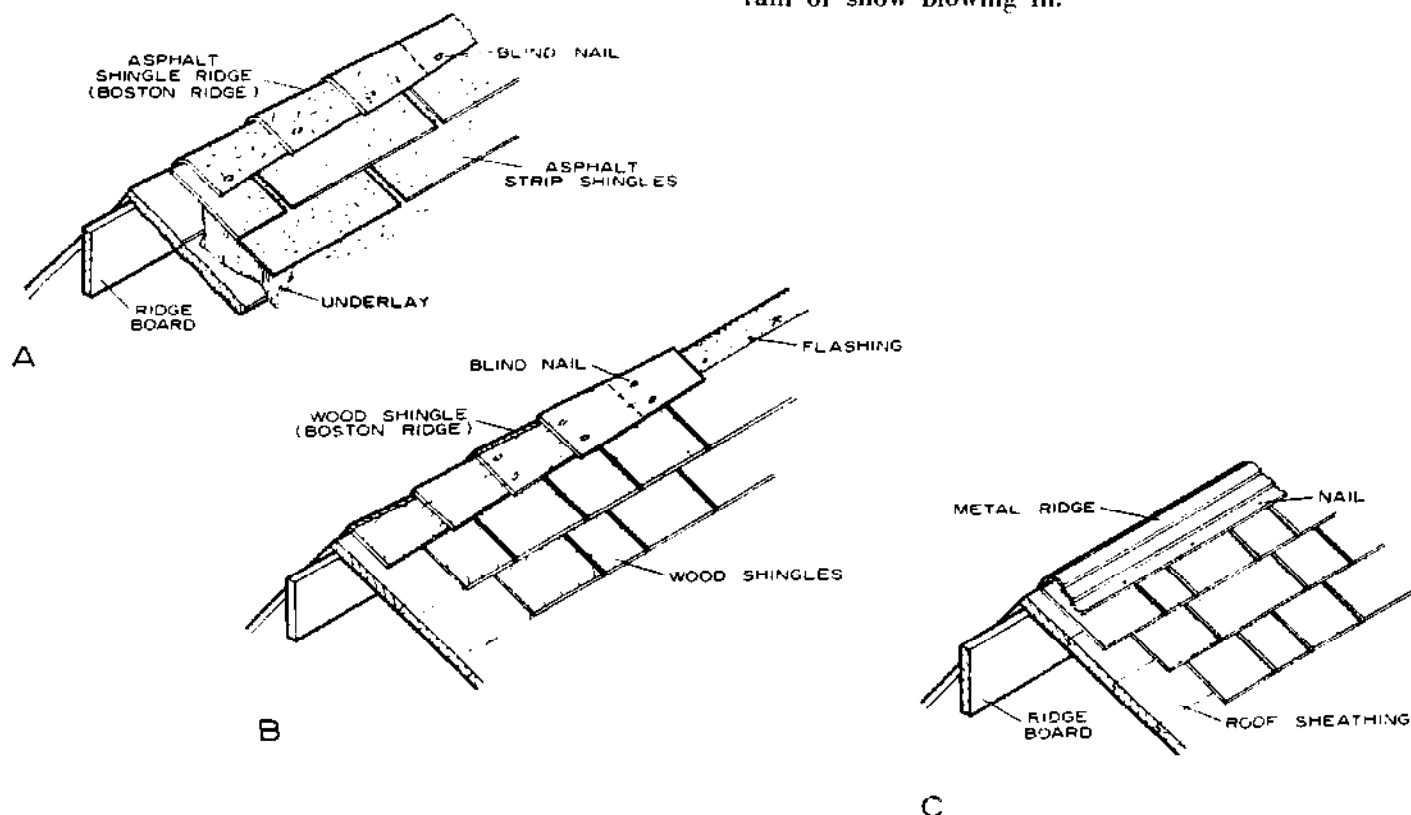 rain or snow blowing in.
ASPHALT
SHINGLE RIDGE
(BOSTON RIDGE)
BLIND NAIL
ASPHALT
STRIP SHINGLES
UNDERLAY
RIDGE
BOARD
A
FLASHING
BLIND NAIL
WOOD SHINGLE
(BOSTON RIDGE)
WOOD SHINGLES
B
METAL RIDGE
NAIL
RIDGE
BOARD
ROOF SHEATHING
C